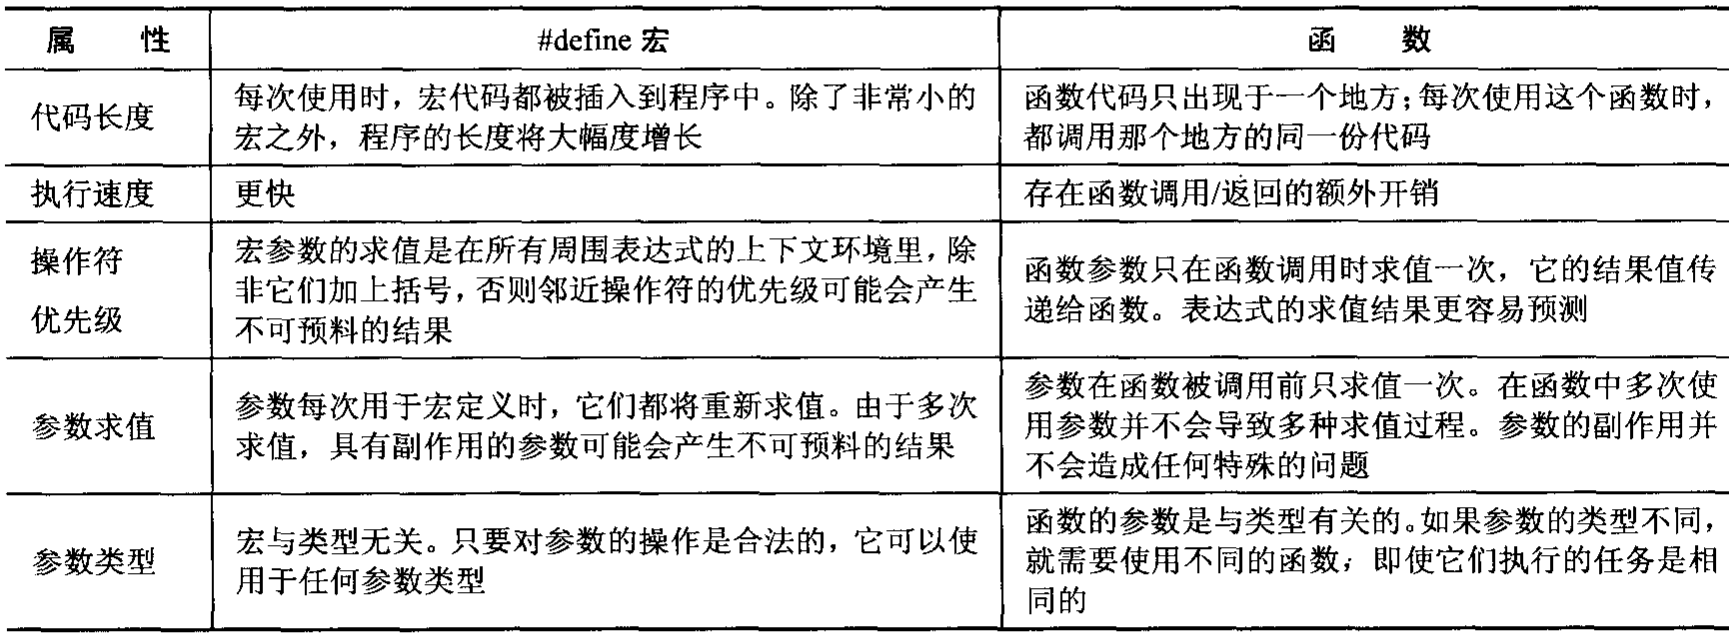 属 性
#define 宏
函 数
代码长度
每次使用时，宏代码都被插入到程序中。除了非常小的
宏之外，程序的长度将大幅度增长
函数代码只出现于一个地方；每次使用这个函数时，
都调用那个地方的同一份代码
执行速度
更快
存在函数调用/返回的额外开销
操作符
优先级
宏参数的求值是在所有周围表达式的上下文环境里，除
非它们加上括号，否则邻近操作符的优先级可能会产生
不可预料的结果
函数参数只在函数调用时求值一次，它的结果值传
递给函数。表达式的求值结果更容易预测
参数求值
参数每次用于宏定义时，它们都将重新求值。由于多次
求值，具有副作用的参数可能会产生不可预料的结果
参数在函数被调用前只求值一次。在函数中多次使
用参数并不会导致多种求值过程。参数的副作用并
不会造成任何特殊的问题
参数类型
宏与类型无关。只要对参数的操作是合法的，它可以使
用于任何参数类型
函数的参数是与类型有关的。如果参数的类型不同，
就需要使用不同的函数，即使它们执行的任务是相
同的